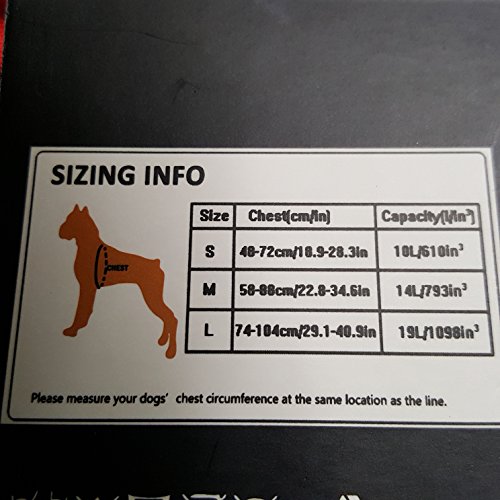 SIZING INFO
Size Chest(cm/in) Capacity(l/in³)
S 48-72cm/18.9-28.3in 10L/610in³
M 58-88cm/22.8-34.6in 14L/793in³
L 74-104cm/29.1-40.9in 19L/1098in³
CHEST
Please measure your dogs' chest circumference at the same location as the line.